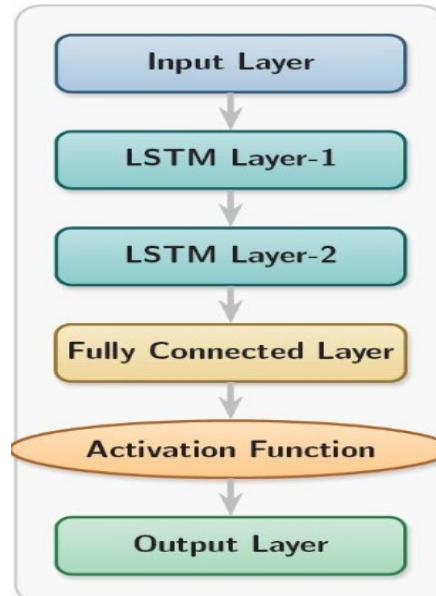 Input Layer
LSTM Layer-1
LSTM Layer-2
Fully Connected Layer
Activation Function
Output Layer